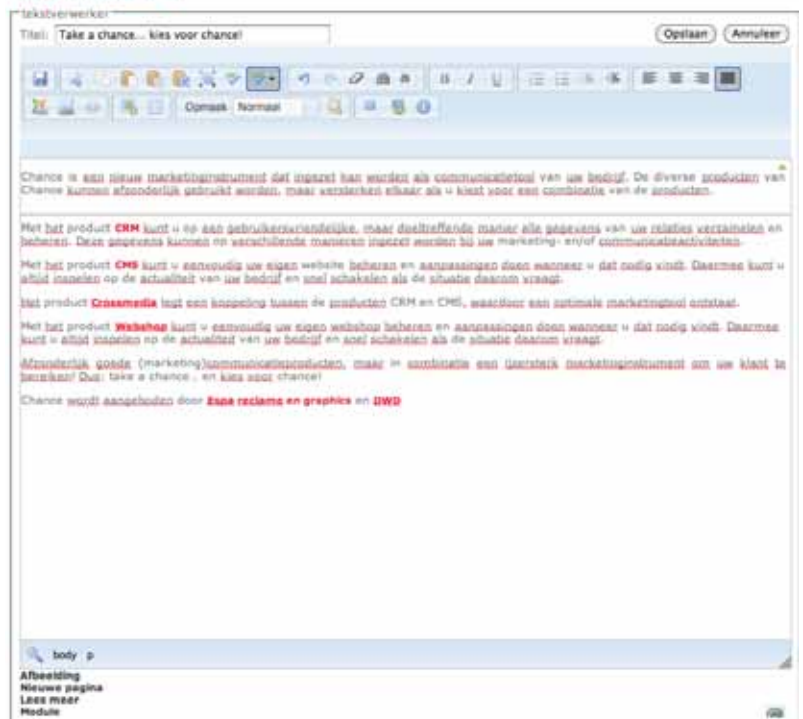 tekstverwerker
Titel: Take a chance... kies voor chance! Opslaan Annuleer
B I U
Opmaak Normaal
Chance is een nieuw marketinginstrument dat ingezet kan worden als communicatietool van uw bedrijf. De diverse producten van
Chance kunnen afzonderlijk gebruikt worden, maar versterken elkaar als u kiest voor een combinatie van de producten.
Met het product CRM kunt u op een gebruikersvriendelijke, maar doeltreffende manier alle gegevens van uw relaties verzamelen en
beheren. Deze gegevens kunnen op verschillende manieren ingezet worden bij uw marketing- en/of communicatieactiviteiten.
Met het product CMS kunt u eenvoudig uw eigen website beheren en aanpassingen doen wanneer u dat nodig vindt. Daarmee kunt u
altijd inspelen op de actualiteit van uw bedrijf en snel schakelen als de situatie daarom vraagt.
Het product Crossmedia legt een koppeling tussen de producten CRM en CMS, waardoor een optimale marketingtool ontstaat.
Met het product Webshop kunt u eenvoudig uw eigen webshop beheren en aanpassingen doen wanneer u dat nodig vindt. Daarmee
kunt u altijd inspelen op de actualiteit van uw bedrijf en snel schakelen als de situatie daarom vraagt.
Afzonderlijk goede (marketing)communicatieproducten, maar in combinatie een ijzersterk marketinginstrument om uw klant te
bereiken! Dus: take a chance.. en kies voor chance!
Chance wordt aangeboden door Espa reclame en graphics en DWD
body p
Afbeelding
Nieuwe pagina
Lees meer
Module